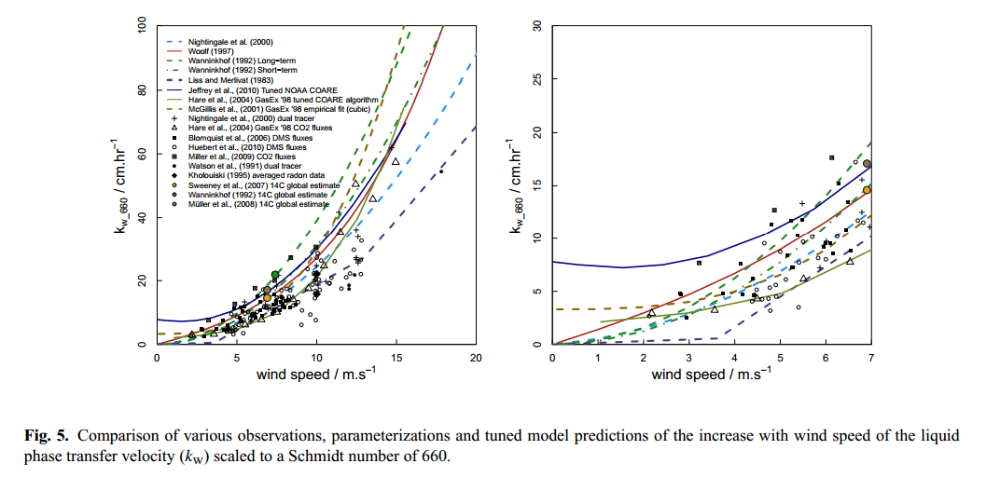 100
80
60
40
20
0
k_w_660 / cm.hr⁻¹
Nightingale et al. (2000)
Woolf (1997)
Wanninkhof (1992) Long−term
Wanninkhof (1992) Short−term
Liss and Merlivat (1983)
Jeffrey et al., (2010) Tuned NOAA COARE
Hare et al., (2004) GasEx '98 tuned COARE algorithm
McGillis et al., (2001) GasEx '98 empirical fit (cubic)
Nightingale et al., (2000) dual tracer
Hare et al., (2004) GasEx '98 CO2 fluxes
Blomquist et al., (2006) DMS fluxes
Huebert et al., (2010) DMS fluxes
Miller et al., (2009) CO2 fluxes
Watson et al., (1991) dual tracer
Kholouiski (1995) averaged radon data
Sweeney et al., (2007) 14C global estimate
Wanninkhof (1992) 14C global estimate
Müller et al., (2008) 14C global estimate
0 5 10 15 20
wind speed / m.s⁻¹
30
25
20
15
10
5
0
k_w_660 / cm.hr⁻¹
0 1 2 3 4 5 6 7
wind speed / m.s⁻¹
Fig. 5. Comparison of various observations, parameterizations and tuned model predictions of the increase with wind speed of the liquid
phase transfer velocity (k_w) scaled to a Schmidt number of 660.